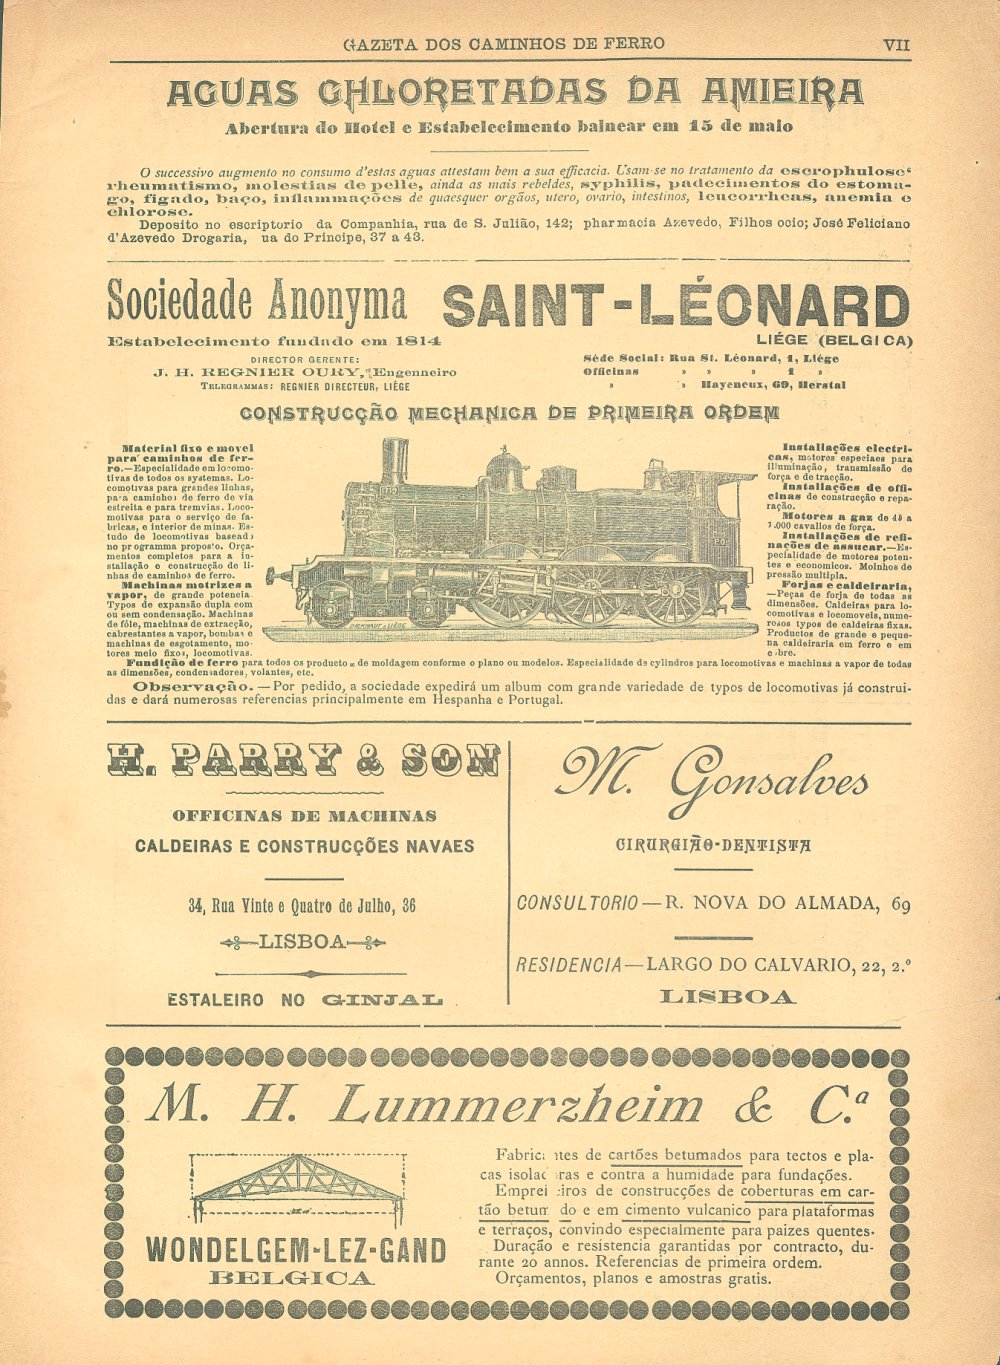 GAZETA DOS CAMINHOS DE FERRO VII
AGUAS CHLORETADAS DA AMIEIRA
Abertura do Hotel e Estabelecimento balnear em 15 de maio
O successivo augmento no consumo d'estas aguas attestam bem a sua efficacia. Usam-se no tratamento da escrophulose
rheumatismo, molestias de pelle, ainda as mais rebeldes, syphilis, padecimentos do estoma-
go, figado, baço, inflammações de quaesquer orgãos, utero, ovario, intestinos, leucorrheas, anemia e
chlorose.
Deposito no escriptorio da Companhia, rua de S. Julião, 142; pharmacia Azevedo, Filhos ocio; José Feliciano
d'Azevedo Drogaria, ua do Principe, 37 a 43.
Sociedade Anonyma SAINT-LÉONARD
Estabelecimento fundado em 1814 LIÉGE (BELGICA)
DIRECTOR GERENTE:
J. H. REGNIER OURY, Engenneiro
TELEGRAMMAS: REGNIER DIRECTEUR, LIÉGE
Séde Social: Rua St. Léonard, 1, Liége
Officinas » » » 1 »
» » Hayeneux, 69, Herstal
CONSTRUCÇÃO MECHANICA DE PRIMEIRA ORDEM
Material fixo e movel
para caminhos de fer-
ro.—Especialidade em locomo-
tivas de todos os systemas. Lo-
comotivas para grandes linhas,
para caminhos de ferro de via
estreita e para tremvias. Loco-
motivas para o serviço de fa-
bricas, e interior de minas. Es-
tudo de locomotivas baseado
no programma proposto. Orça-
mentos completos para a in-
stallação e construcção de li-
nhas de caminhos de ferro.
Machinas motrizes a
vapor, de grande potencia.
Typos de expansão dupla com
ou sem condensação. Machinas
de fóle, machinas de extracção,
cabrestantes a vapor, bombas e
machinas de esgotamento, mo-
tores meio fixos, locomotivas.
Installações electri-
cas, motores especiaes para
illuminação, transmissão de
força e de tracção.
Installações de offi-
cinas de construcção e repa-
ração.
Motores a gaz de 4 a
1.000 cavallos de força.
Installações de refi-
nações de assucar.—Es-
pecialidade de motores poten-
tes e economicos. Moinhos de
pressão multipla.
Forjas e caldeiraria,
—Peças de forja de todas as
dimensões. Caldeiras para lo-
comotivas e locomoveis, nume-
rosos typos de caldeiras fixas.
Productos de grande e peque-
na caldeiraria em ferro e em
cobre.
Fundição de ferro para todos os productos de moldagem conforme o plano ou modelos. Especialidade de cylindros para locomotivas e machinas a vapor de todas
as dimensões, condensadores, volantes, etc.
Observação.—Por pedido, a sociedade expedirá um album com grande variedade de typos de locomotivas já construi-
das e dará numerosas referencias principalmente em Hespanha e Portugal.
H. PARRY & SON
OFFICINAS DE MACHINAS
CALDEIRAS E CONSTRUCÇÕES NAVAES
34, Rua Vinte e Quatro de Julho, 36
LISBOA
ESTALEIRO NO GINJAL
M. Gonsalves
CIRURGIÃO-DENTISTA
CONSULTORIO—R. NOVA DO ALMADA, 69
RESIDENCIA—LARGO DO CALVARIO, 22, 2.º
LISBOA
M. H. Lummerzheim & C.ª
WONDELGEM-LEZ-GAND
BELGICA
Fabricantes de cartões betumados para tectos e pla-
cas isoladoras e contra a humidade para fundações.
Empreiteiros de construcções de coberturas em car-
tão betumado e em cimento vulcanico para plataformas
e terraços, convindo especialmente para paizes quentes.
Duração e resistencia garantidas por contracto, du-
rante 20 annos. Referencias de primeira ordem.
Orçamentos, planos e amostras gratis.